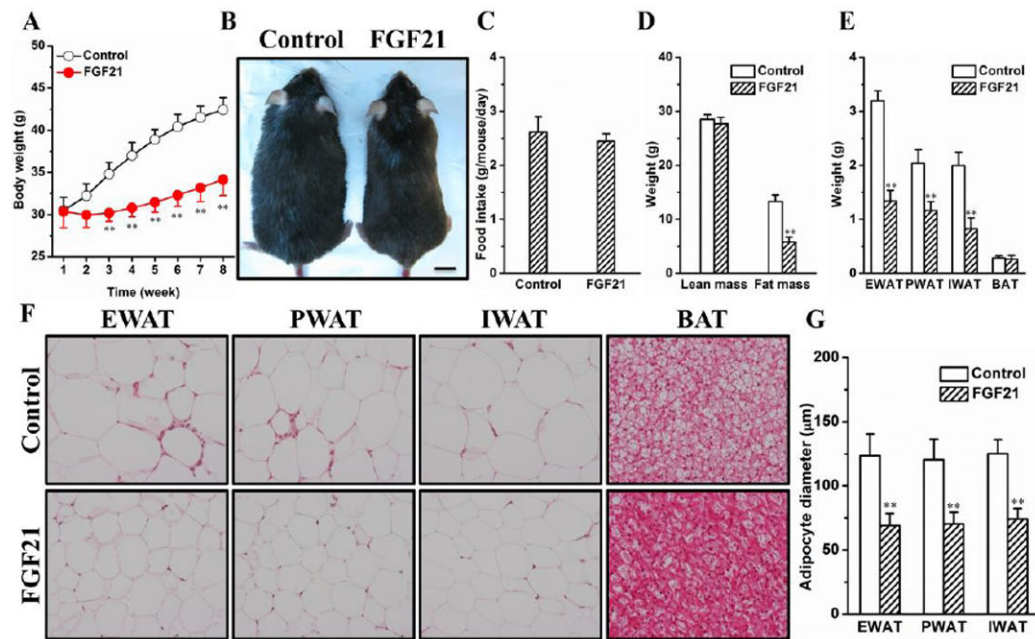 A
Body weight (g)
50
45
40
35
30
25
Control
FGF21
**
**
**
**
**
**
1 2 3 4 5 6 7 8
Time (week)
B
Control FGF21
C
Food intake (g/mouse/day)
4
3
2
1
0
Control FGF21
D
Weight (g)
40
30
20
10
0
Control
FGF21
**
Lean mass Fat mass
E
Weight (g)
4
3
2
1
0
Control
FGF21
**
**
**
EWAT PWAT IWAT BAT
F
EWAT PWAT IWAT BAT
Control
FGF21
G
Adipocyte diameter (µm)
200
150
100
50
0
Control
FGF21
**
**
**
EWAT PWAT IWAT